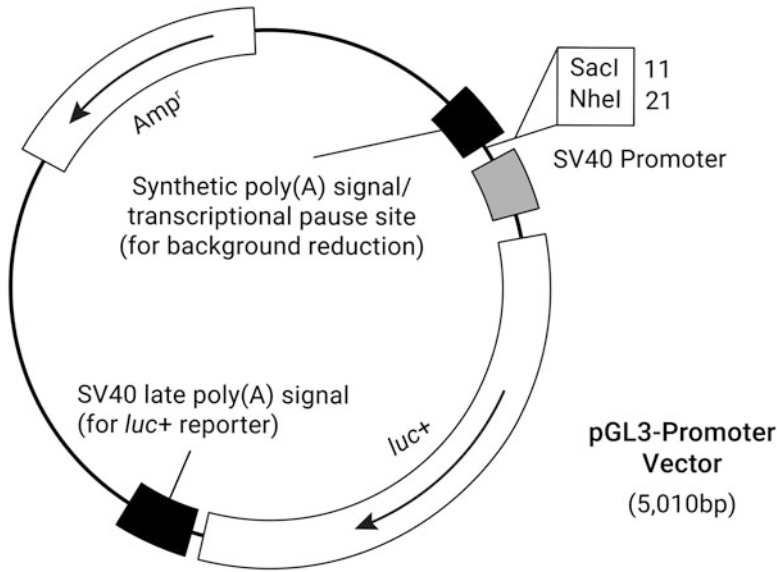 SacI 11
NheI 21
SV40 Promoter
Ampr
Synthetic poly(A) signal/
transcriptional pause site
(for background reduction)
SV40 late poly(A) signal
(for luc+ reporter)
luc+
pGL3-Promoter
Vector
(5,010bp)